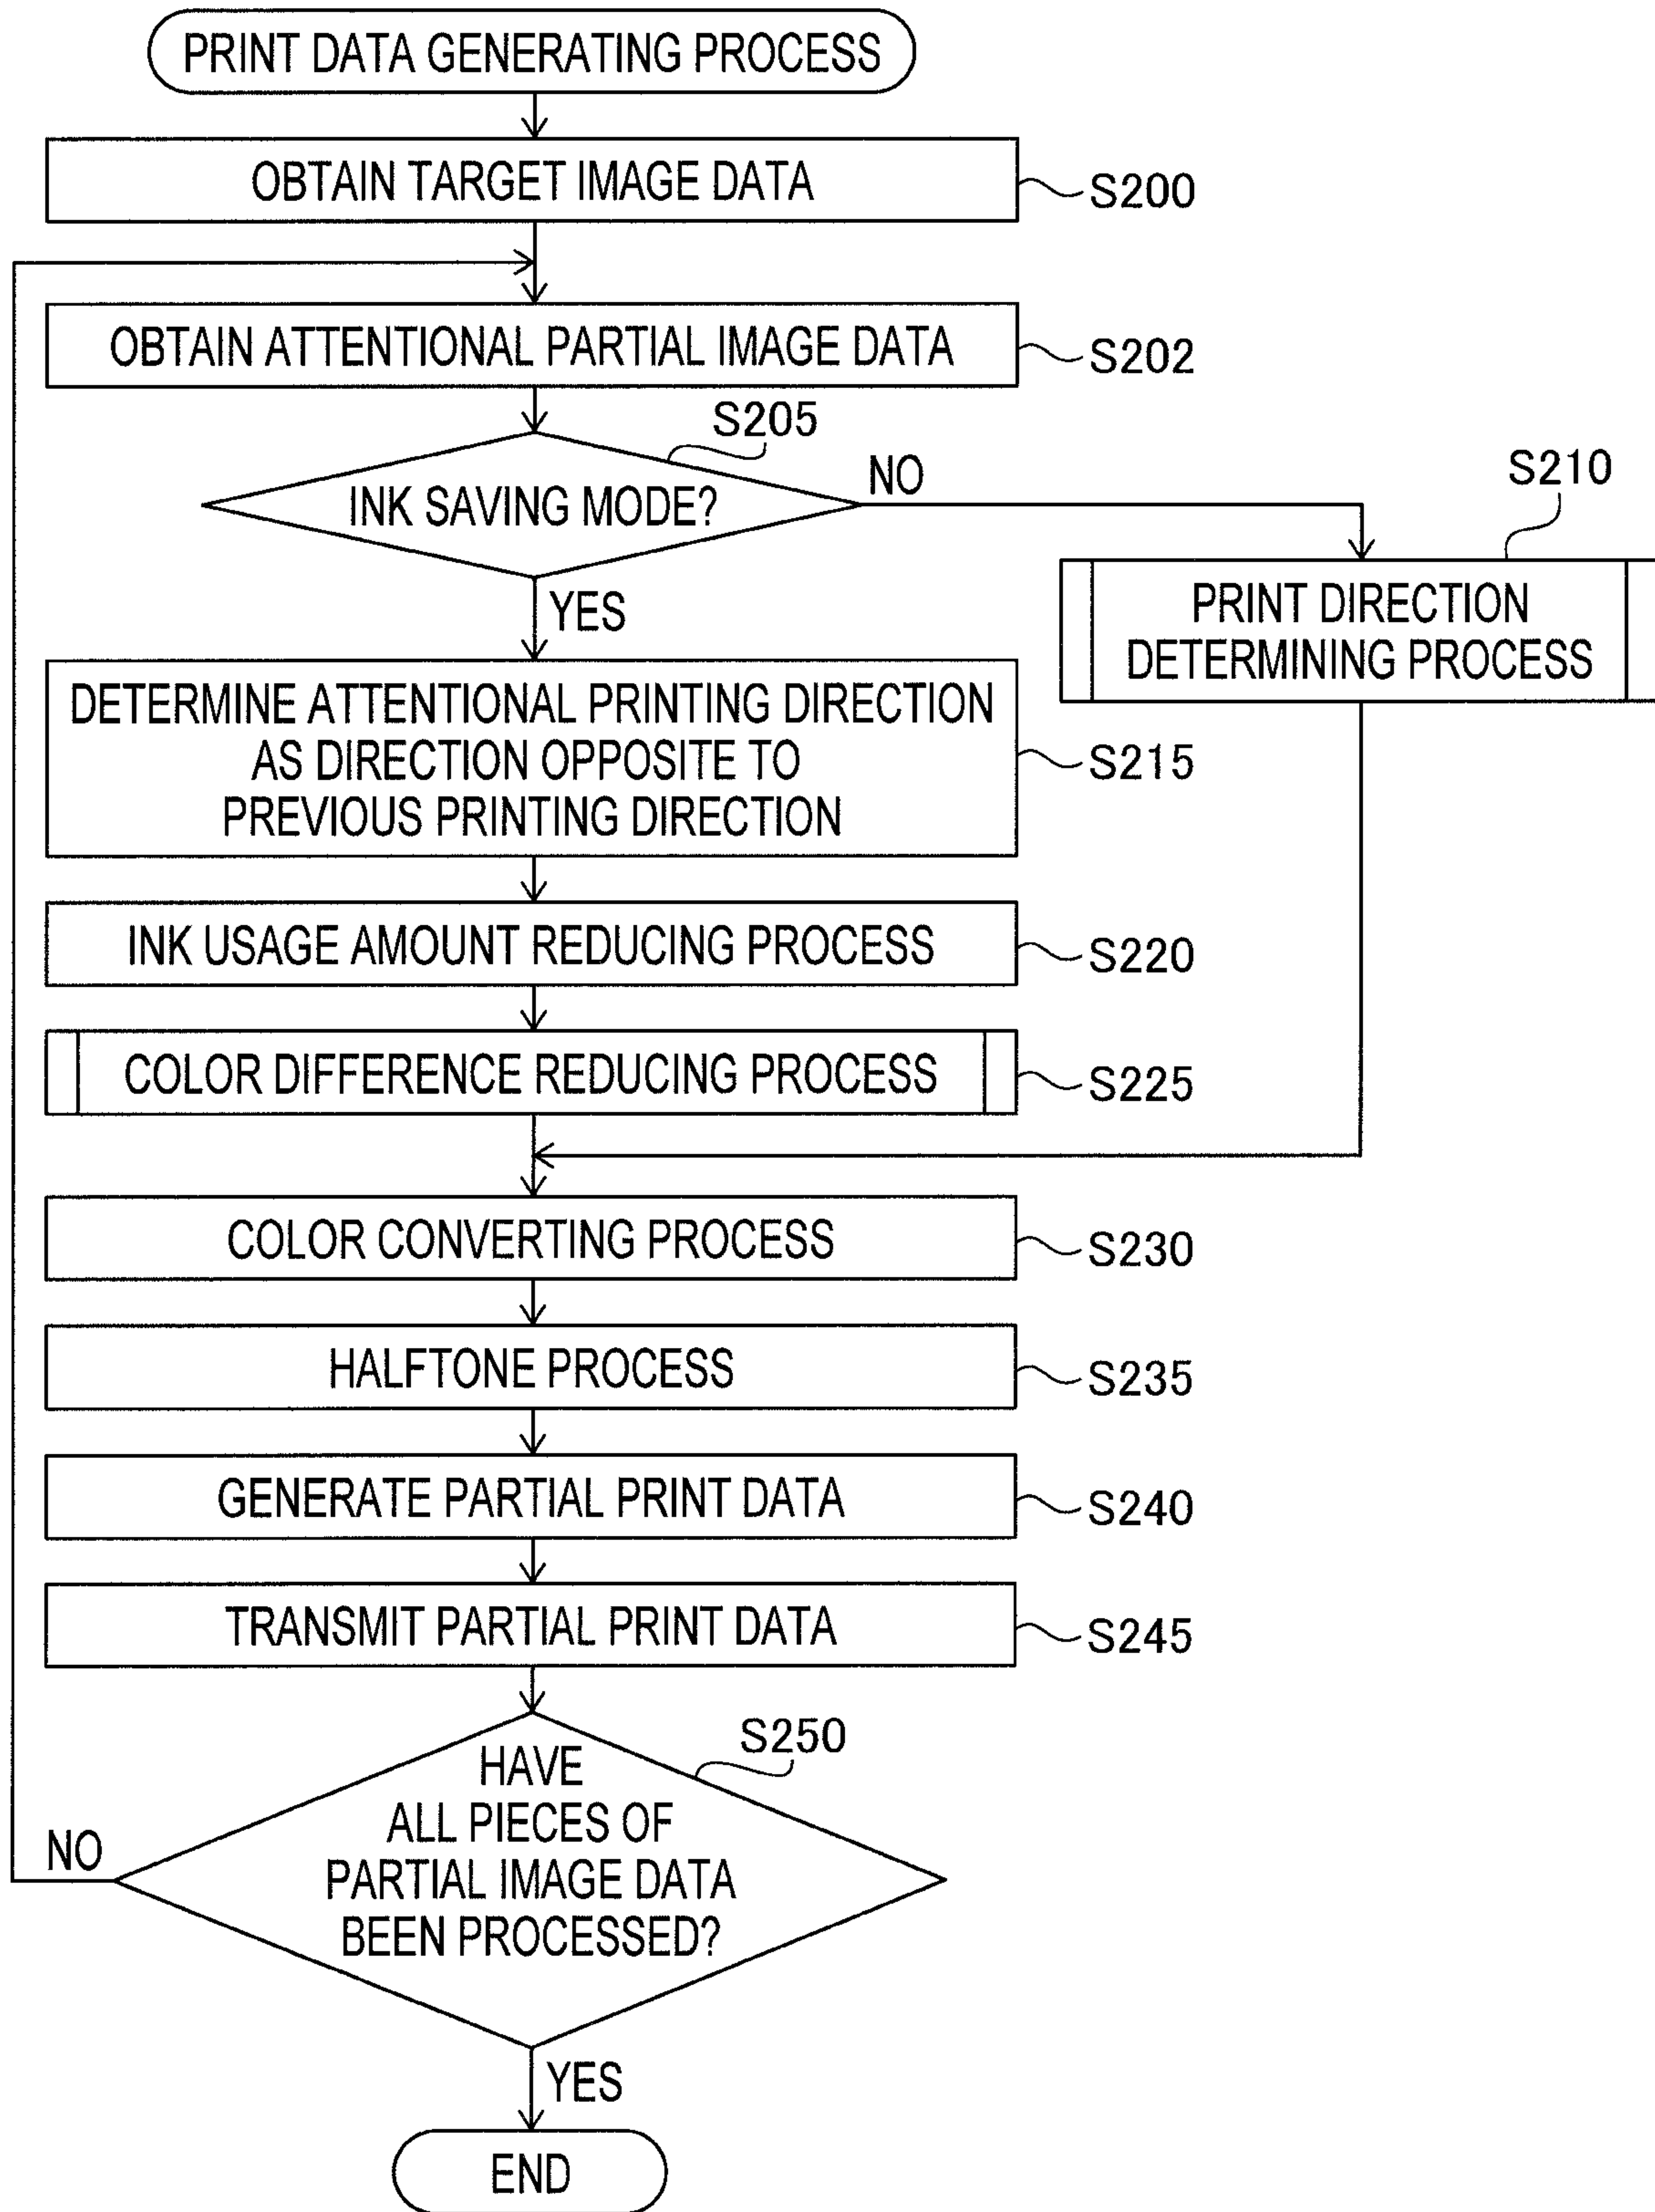 PRINT DATA GENERATING PROCESS
OBTAIN TARGET IMAGE DATA
S200
OBTAIN ATTENTIONAL PARTIAL IMAGE DATA
S202
S205
INK SAVING MODE?
NO
S210
PRINT DIRECTION
DETERMINING PROCESS
YES
DETERMINE ATTENTIONAL PRINTING DIRECTION
AS DIRECTION OPPOSITE TO
PREVIOUS PRINTING DIRECTION
S215
INK USAGE AMOUNT REDUCING PROCESS
S220
COLOR DIFFERENCE REDUCING PROCESS
S225
COLOR CONVERTING PROCESS
S230
HALFTONE PROCESS
S235
GENERATE PARTIAL PRINT DATA
S240
TRANSMIT PARTIAL PRINT DATA
S245
S250
HAVE
ALL PIECES OF
PARTIAL IMAGE DATA
BEEN PROCESSED?
NO
YES
END